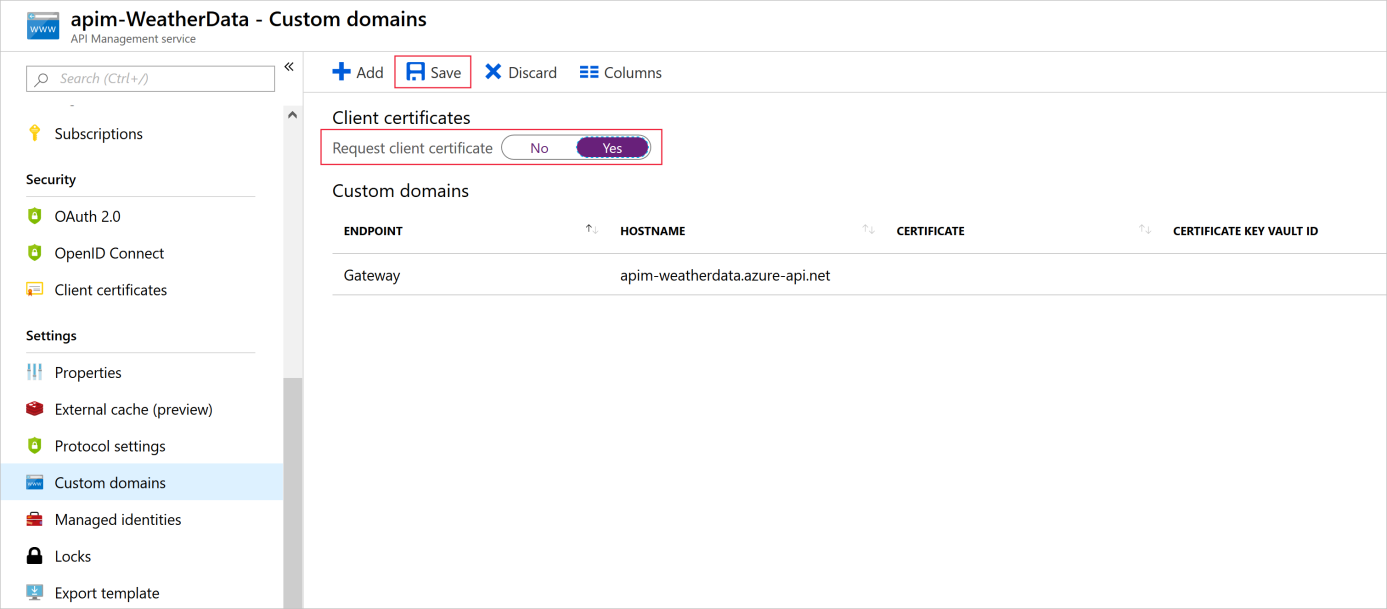 apim-WeatherData - Custom domains
API Management service
Search (Ctrl+/)
Subscriptions
Security
OAuth 2.0
OpenID Connect
Client certificates
Settings
Properties
External cache (preview)
Protocol settings
Custom domains
Managed identities
Locks
Export template
Add Save Discard Columns
Client certificates
Request client certificate No Yes
Custom domains
ENDPOINT HOSTNAME CERTIFICATE CERTIFICATE KEY VAULT ID
Gateway apim-weatherdata.azure-api.net